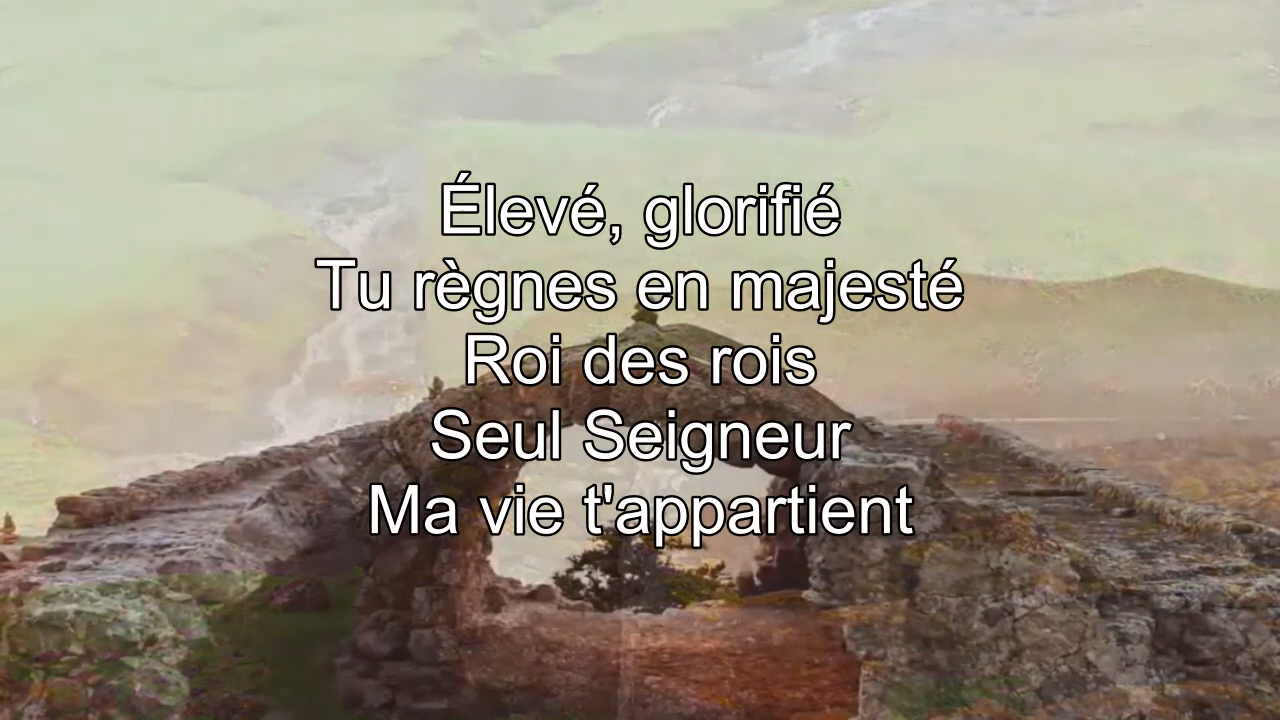 Élevé, glorifié
Tu règnes en majesté
Roi des rois
Seul Seigneur
Ma vie t'appartient